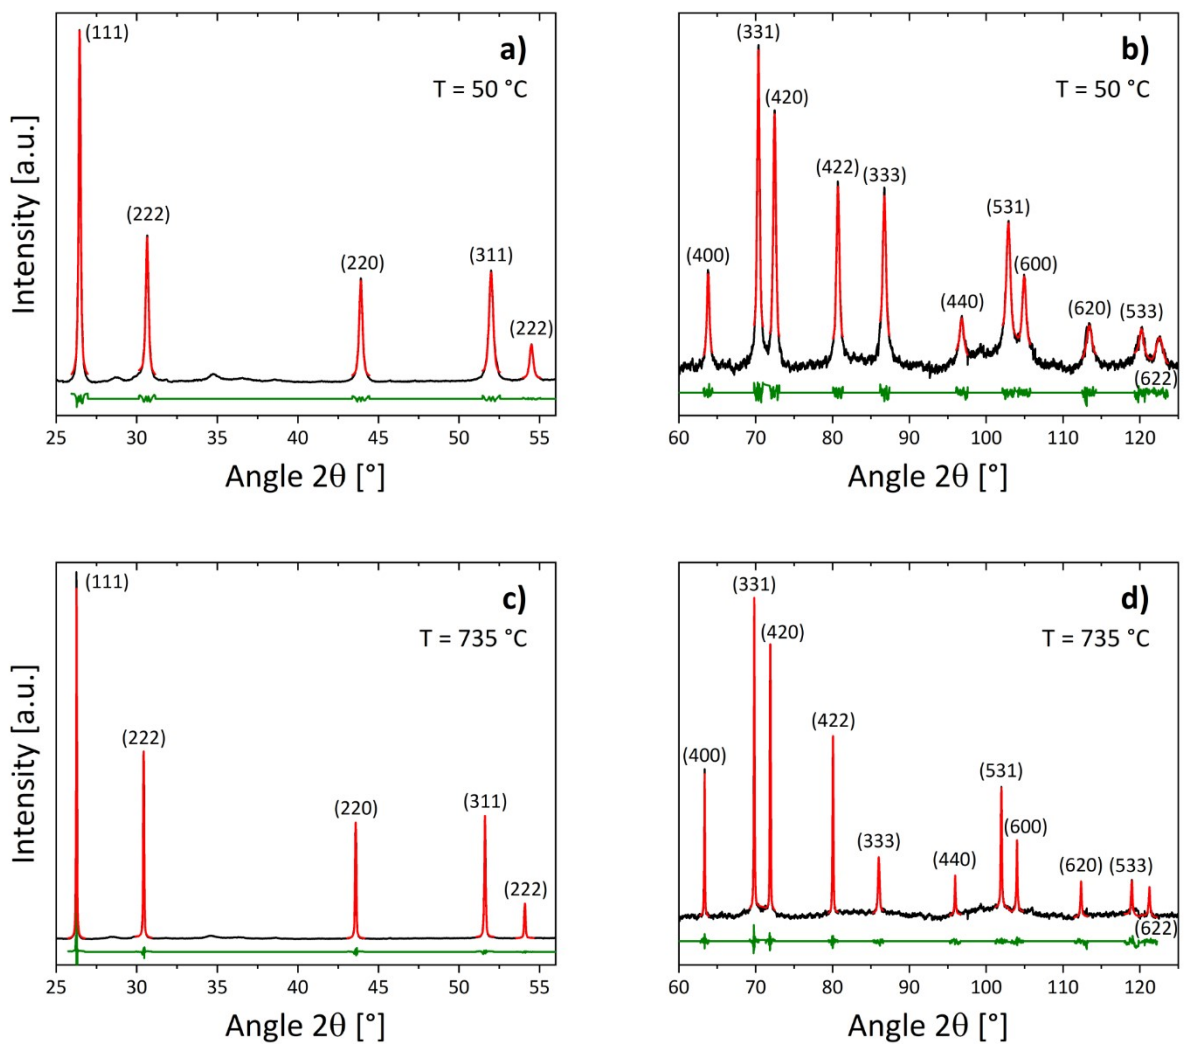 a)
T = 50 °C
(111)
(222)
(220)
(311)
(222)
Intensity [a.u.]
25 30 35 40 45 50 55
Angle 2θ [°]
b)
T = 50 °C
(331)
(420)
(422)
(333)
(400)
(531)
(600)
(440)
(620)
(533)
(622)
60 70 80 90 100 110 120
Angle 2θ [°]
c)
T = 735 °C
(111)
(222)
(220)
(311)
(222)
Intensity [a.u.]
25 30 35 40 45 50 55
Angle 2θ [°]
d)
T = 735 °C
(331)
(420)
(422)
(400)
(531)
(333)
(600)
(440)
(620)
(533)
(622)
60 70 80 90 100 110 120
Angle 2θ [°]